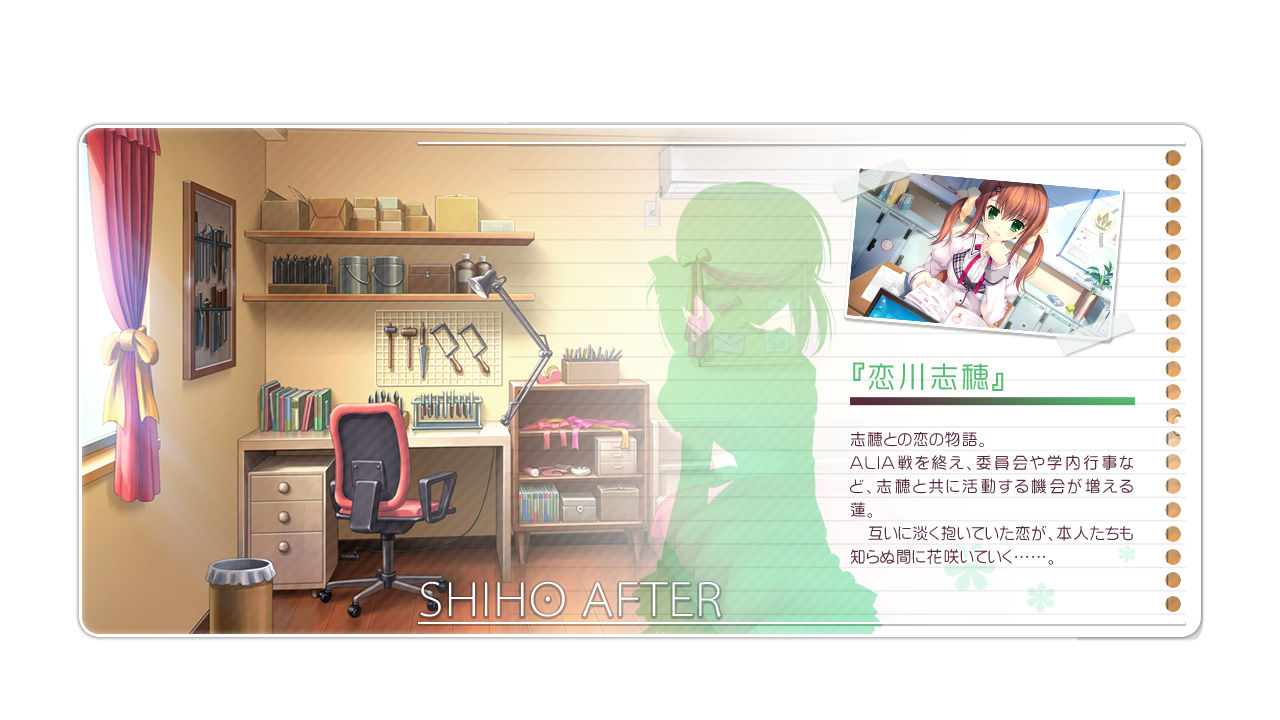 『恋川志穂』
志穂との恋の物語。
ALIA戦を終え、委員会や学内行事な
ど、志穂と共に活動する機会が増える
蓮。
　互いに淡く抱いていた恋が、本人たちも
知らぬ間に花咲いていく……。
SHIHO AFTER